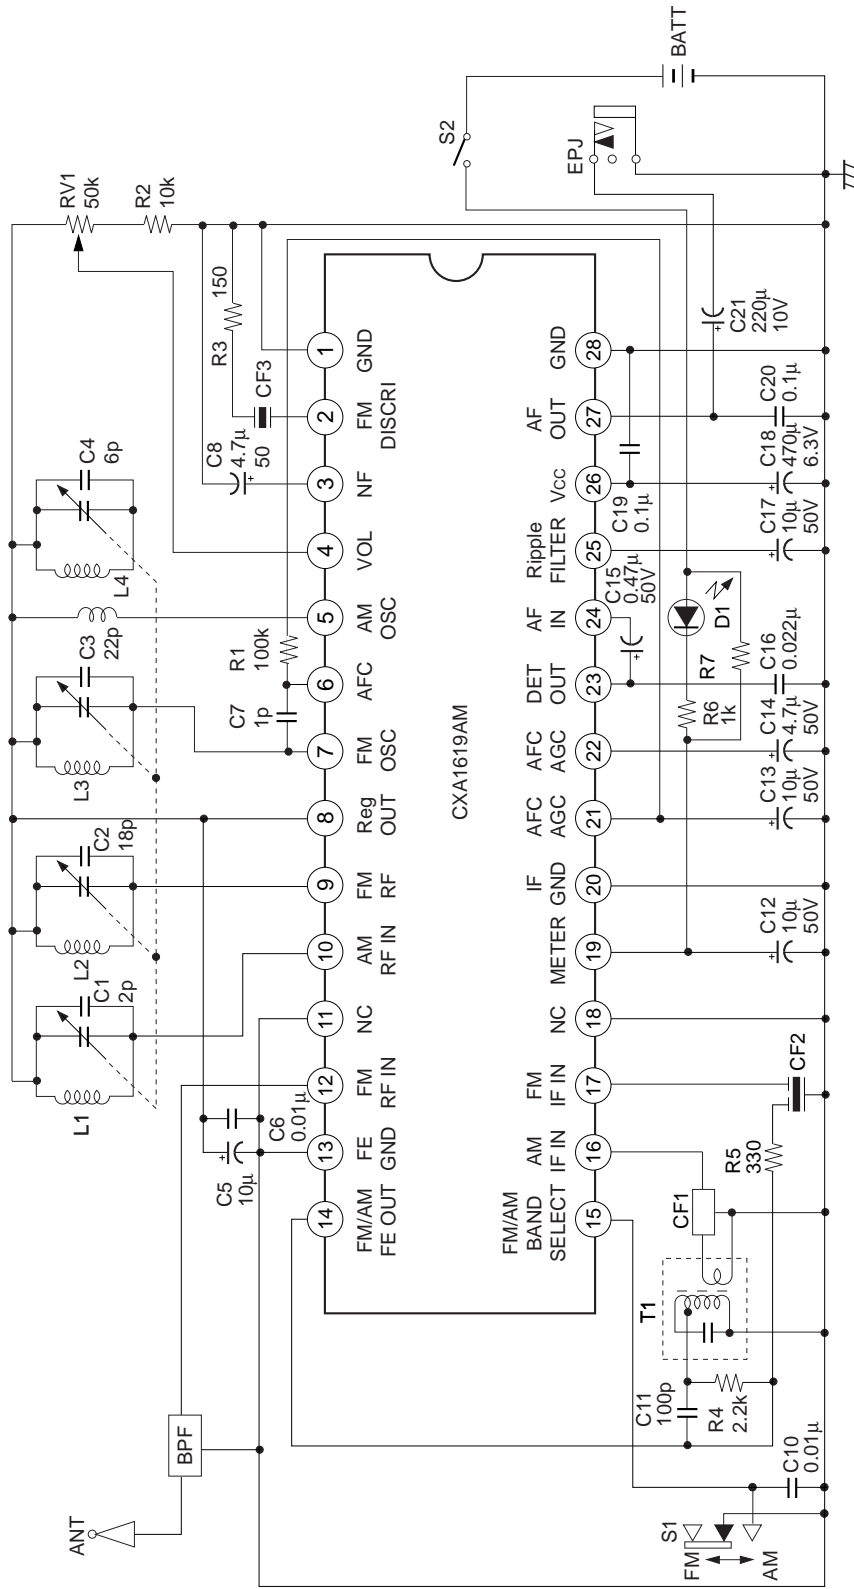 ANT
BPF
L1
C1
2p
L2
C2
18p
L3
C3
22p
L4
C4
6p
RV1
50k
R2
10k
C5
10µ
C6
0.01µ
C7
1p
R1
100k
C8
4.7µ
50
CF3
R3
150
14
13
12
11
10
9
8
7
6
5
4
3
2
1
FM/AM
FE OUT
FE
GND
FM
RF IN
NC
AM
RF IN
FM
RF
Reg
OUT
FM
OSC
AFC
AM
OSC
VOL
NF
FM
DISCRI
GND
CXA1619AM
FM/AM
BAND
SELECT
AM
IF IN
FM
IF IN
NC
METER
IF
GND
AFC
AGC
AFC
AGC
DET
OUT
AF
IN
Ripple
FILTER
Vcc
AF
OUT
GND
15
16
17
18
19
20
21
22
23
24
25
26
27
28
S1
FM
AM
C10
0.01µ
C11
100p
R4
2.2k
T1
CF1
R5
330
CF2
C12
10µ
50V
C13
10µ
50V
C14
4.7µ
50V
R6
1k
R7
D1
C16
0.022µ
C15
0.47µ
50V
C17
10µ
50V
C18
470µ
6.3V
C19
0.1µ
C20
0.1µ
C21
220µ
10V
S2
EPJ
BATT